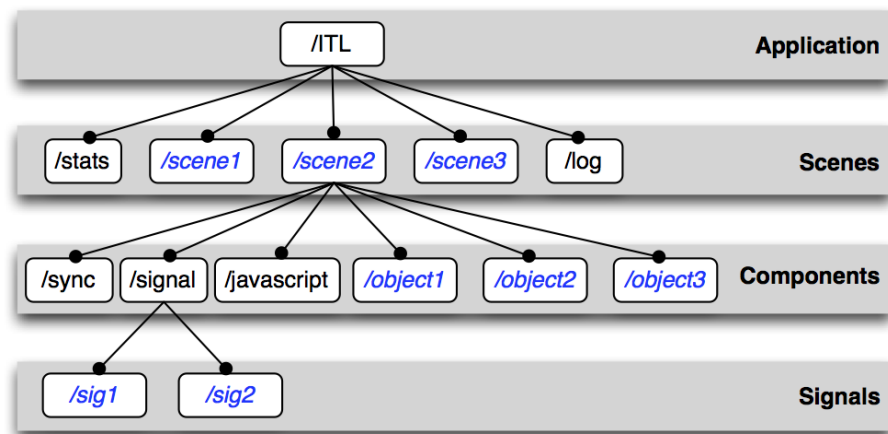 /ITL
Application
/stats
/scene1
/scene2
/scene3
/log
Scenes
/sync
/signal
/javascript
/object1
/object2
/object3
Components
/sig1
/sig2
Signals